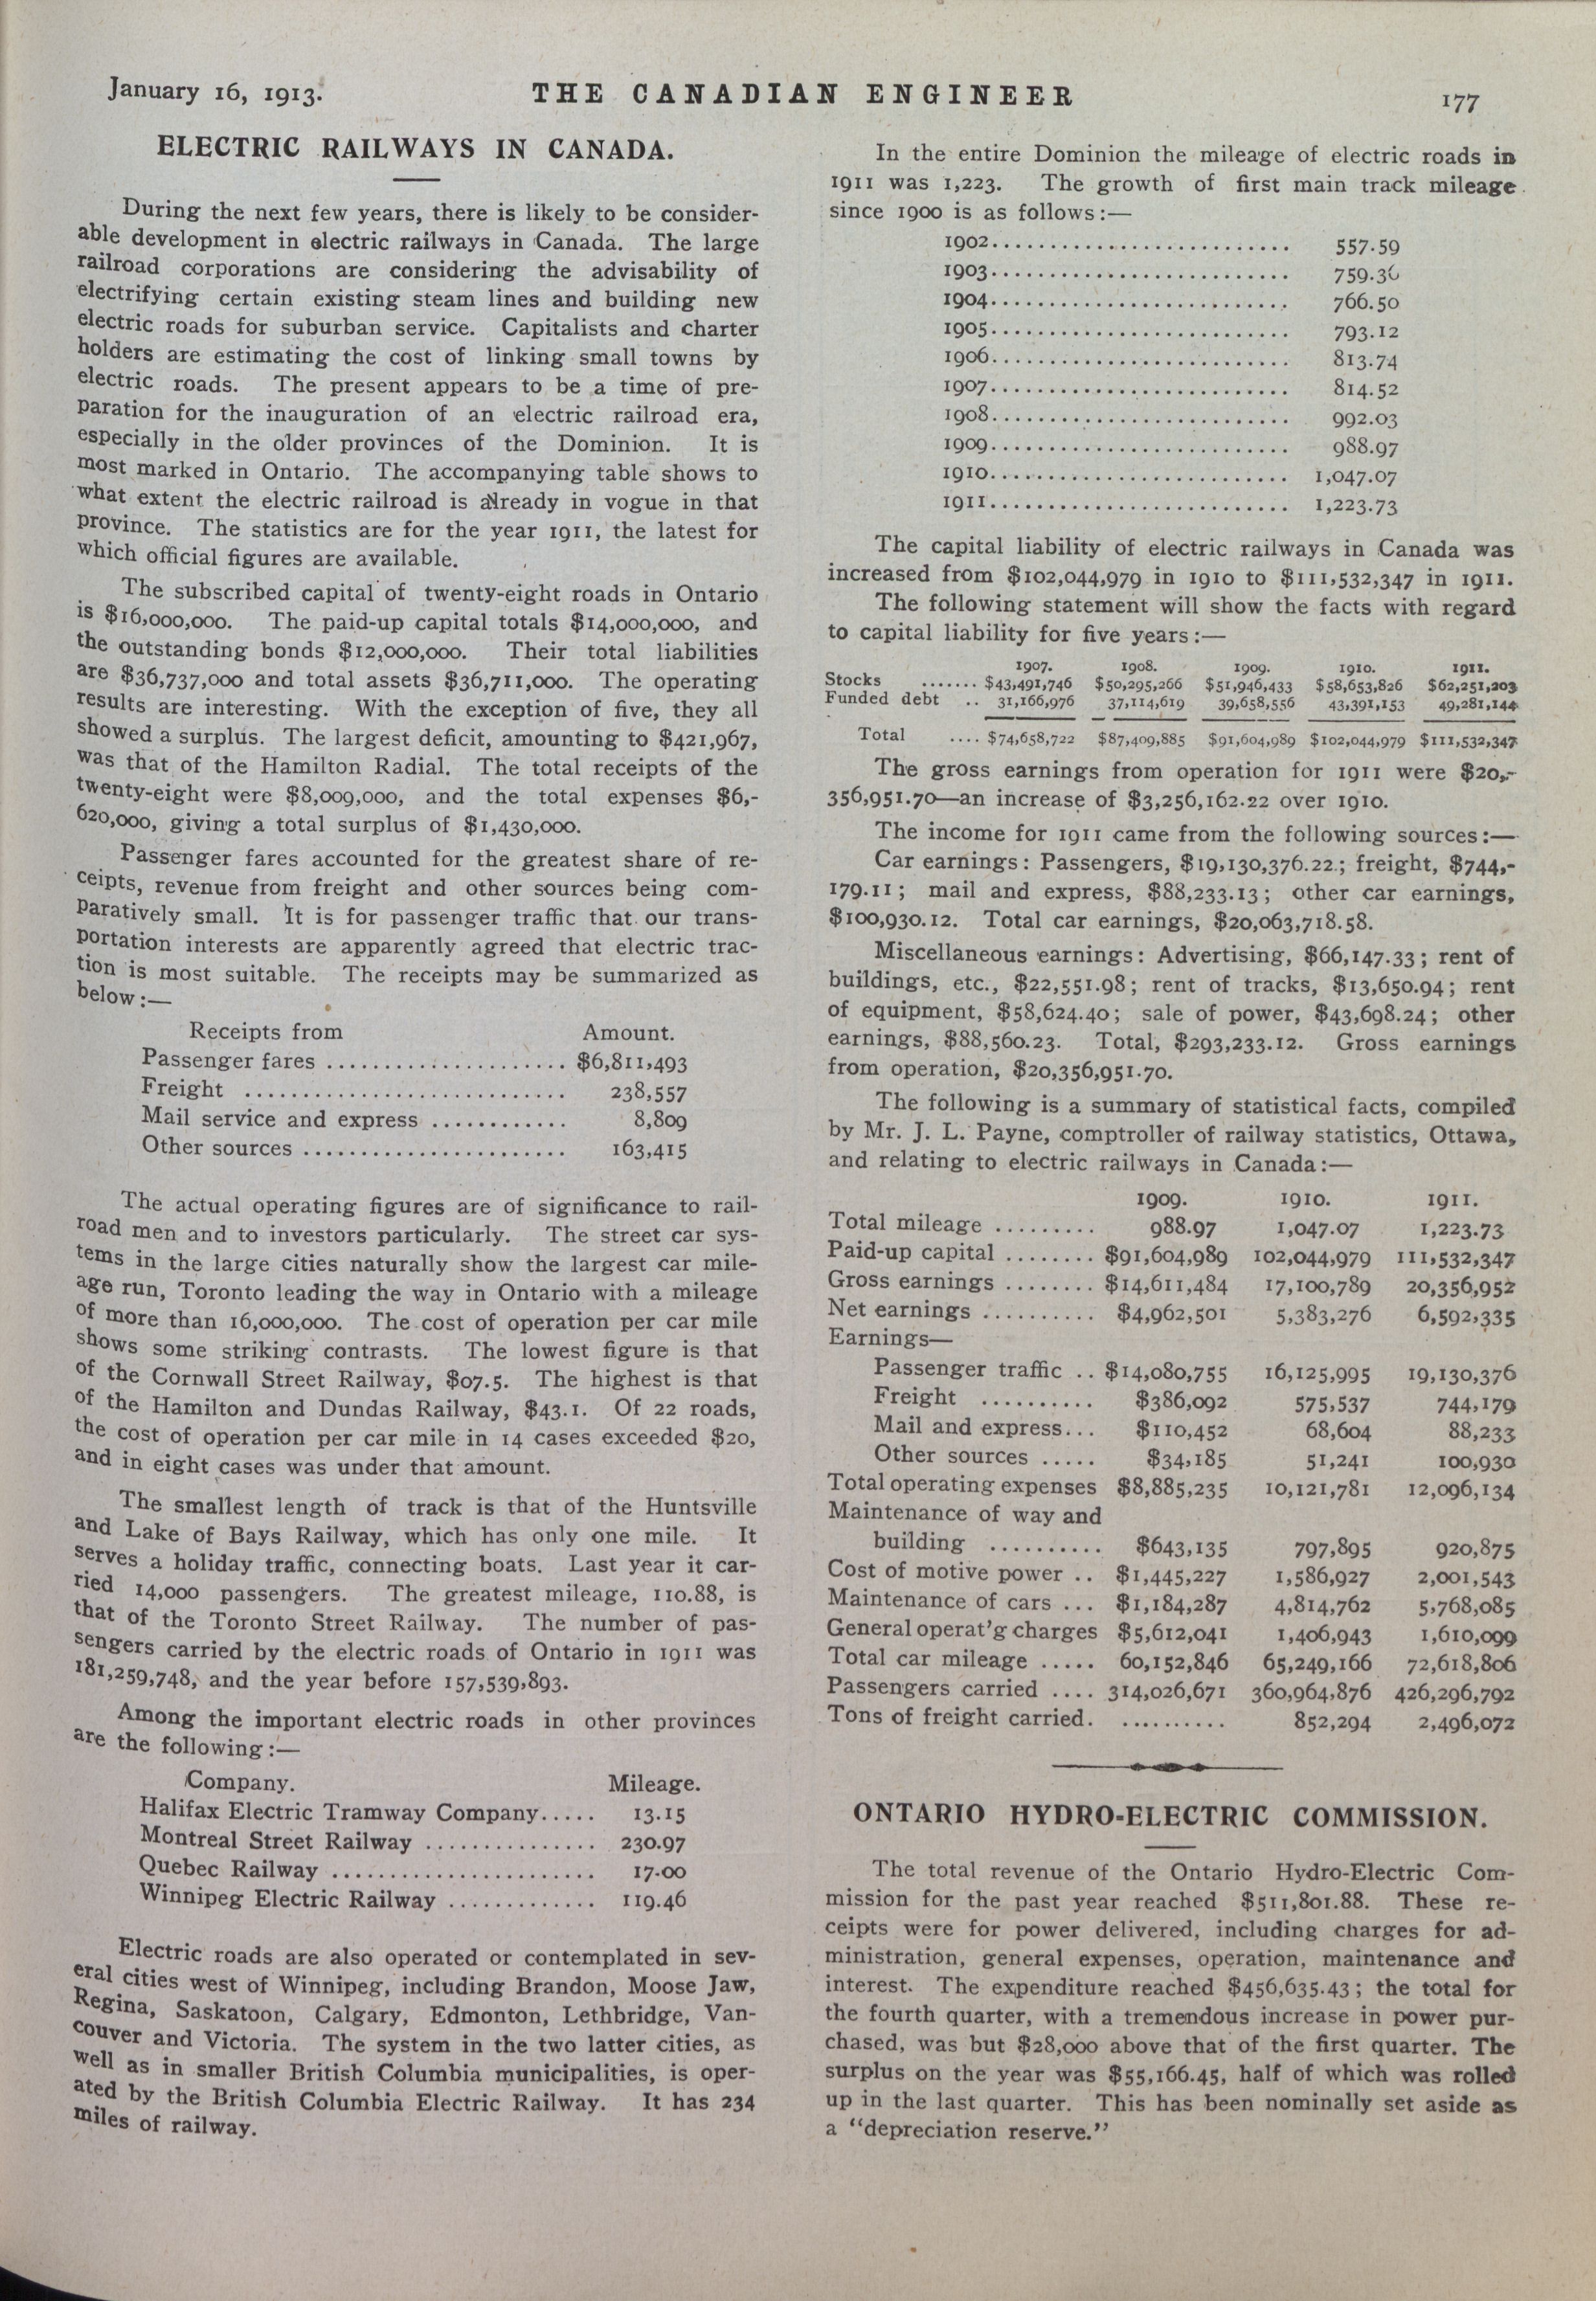 January 16, 1913.
THE CANADIAN ENGINEER
177
ELECTRIC RAILWAYS IN CANADA.
During the next few years, there is likely to be consider-
able development in electric railways in Canada. The large
railroad corporations are considering the advisability of
electrifying certain existing steam lines and building new
electric roads for suburban service. Capitalists and charter
holders are estimating the cost of linking small towns by
electric roads. The present appears to be a time of pre-
paration for the inauguration of an electric railroad era,
especially in the older provinces of the Dominion. It is
most marked in Ontario. The accompanying table shows to
what extent the electric railroad is already in vogue in that
province. The statistics are for the year 1911, the latest for
which official figures are available.
The subscribed capital of twenty-eight roads in Ontario
is $16,000,000. The paid-up capital totals $14,000,000, and
the outstanding bonds $12,000,000. Their total liabilities
are $36,737,000 and total assets $36,711,000. The operating
results are interesting. With the exception of five, they all
showed a surplus. The largest deficit, amounting to $421,967,
was that of the Hamilton Radial. The total receipts of the
twenty-eight were $8,009,000, and the total expenses $6,-
620,000, giving a total surplus of $1,430,000.
Passenger fares accounted for the greatest share of re-
ceipts, revenue from freight and other sources being com-
paratively small. It is for passenger traffic that our trans-
portation interests are apparently agreed that electric trac-
tion is most suitable. The receipts may be summarized as
below:—
Receipts from Amount.
Passenger fares ..................... $6,811,493
Freight ............................ 238,557
Mail service and express ............ 8,809
Other sources ....................... 163,415
The actual operating figures are of significance to rail-
road men and to investors particularly. The street car sys-
tems in the large cities naturally show the largest car mile-
age run, Toronto leading the way in Ontario with a mileage
of more than 16,000,000. The cost of operation per car mile
shows some striking contrasts. The lowest figure is that
of the Cornwall Street Railway, $07.5. The highest is that
of the Hamilton and Dundas Railway, $43.1. Of 22 roads,
the cost of operation per car mile in 14 cases exceeded $20,
and in eight cases was under that amount.
The smallest length of track is that of the Huntsville
and Lake of Bays Railway, which has only one mile. It
serves a holiday traffic, connecting boats. Last year it car-
ried 14,000 passengers. The greatest mileage, 110.88, is
that of the Toronto Street Railway. The number of pas-
sengers carried by the electric roads of Ontario in 1911 was
181,259,748, and the year before 157,539,893.
Among the important electric roads in other provinces
are the following:—
Company. Mileage.
Halifax Electric Tramway Company..... 13.15
Montreal Street Railway ............... 230.97
Quebec Railway ....................... 17.00
Winnipeg Electric Railway ............. 119.46
Electric roads are also operated or contemplated in sev-
eral cities west of Winnipeg, including Brandon, Moose Jaw,
Regina, Saskatoon, Calgary, Edmonton, Lethbridge, Van-
couver and Victoria. The system in the two latter cities, as
well as in smaller British Columbia municipalities, is oper-
ated by the British Columbia Electric Railway. It has 234
miles of railway.
In the entire Dominion the mileage of electric roads in
1911 was 1,223. The growth of first main track mileage
since 1900 is as follows:—
1902.......................... 557.59
1903.......................... 759.36
1904.......................... 766.50
1905.......................... 793.12
1906.......................... 813.74
1907.......................... 814.52
1908.......................... 992.03
1909.......................... 988.97
1910.......................... 1,047.07
1911.......................... 1,223.73
The capital liability of electric railways in Canada was
increased from $102,044,979 in 1910 to $111,532,347 in 1911.
The following statement will show the facts with regard
to capital liability for five years:—
1907. 1908. 1909. 1910. 1911.
Stocks ....... $43,491,746 $50,295,266 $51,946,433 $58,653,826 $62,251,203
Funded debt .. 31,166,976 37,114,619 39,658,556 43,391,153 49,281,144
Total .... $74,658,722 $87,409,885 $91,604,989 $102,044,979 $111,532,347
The gross earnings from operation for 1911 were $20,-
356,951.70—an increase of $3,256,162.22 over 1910.
The income for 1911 came from the following sources:—
Car earnings: Passengers, $19,130,376.22; freight, $744,-
179.11; mail and express, $88,233.13; other car earnings,
$100,930.12. Total car earnings, $20,063,718.58.
Miscellaneous earnings: Advertising, $66,147.33; rent of
buildings, etc., $22,551.98; rent of tracks, $13,650.94; rent
of equipment, $58,624.40; sale of power, $43,698.24; other
earnings, $88,560.23. Total, $293,233.12. Gross earnings
from operation, $20,356,951.70.
The following is a summary of statistical facts, compiled
by Mr. J. L. Payne, comptroller of railway statistics, Ottawa,
and relating to electric railways in Canada:—
1909. 1910. 1911.
Total mileage ......... 988.97 1,047.07 1,223.73
Paid-up capital ........ $91,604,989 102,044,979 111,532,347
Gross earnings ........ $14,611,484 17,100,789 20,356,952
Net earnings .......... $4,962,501 5,383,276 6,592,335
Earnings—
Passenger traffic .. $14,080,755 16,125,995 19,130,376
Freight .......... $386,092 575,537 744,179
Mail and express... $110,452 68,604 88,233
Other sources ..... $34,185 51,241 100,930
Total operating expenses $8,885,235 10,121,781 12,096,134
Maintenance of way and
building .......... $643,135 797,895 920,875
Cost of motive power .. $1,445,227 1,586,927 2,001,543
Maintenance of cars ... $1,184,287 4,814,762 5,768,085
General operat'g charges $5,612,041 1,406,943 1,610,099
Total car mileage ..... 60,152,846 65,249,166 72,618,806
Passengers carried .... 314,026,671 360,964,876 426,296,792
Tons of freight carried. .......... 852,294 2,496,072
ONTARIO HYDRO-ELECTRIC COMMISSION.
The total revenue of the Ontario Hydro-Electric Com-
mission for the past year reached $511,801.88. These re-
ceipts were for power delivered, including charges for ad-
ministration, general expenses, operation, maintenance and
interest. The expenditure reached $456,635.43; the total for
the fourth quarter, with a tremendous increase in power pur-
chased, was but $28,000 above that of the first quarter. The
surplus on the year was $55,166.45, half of which was rolled
up in the last quarter. This has been nominally set aside as
a "depreciation reserve."